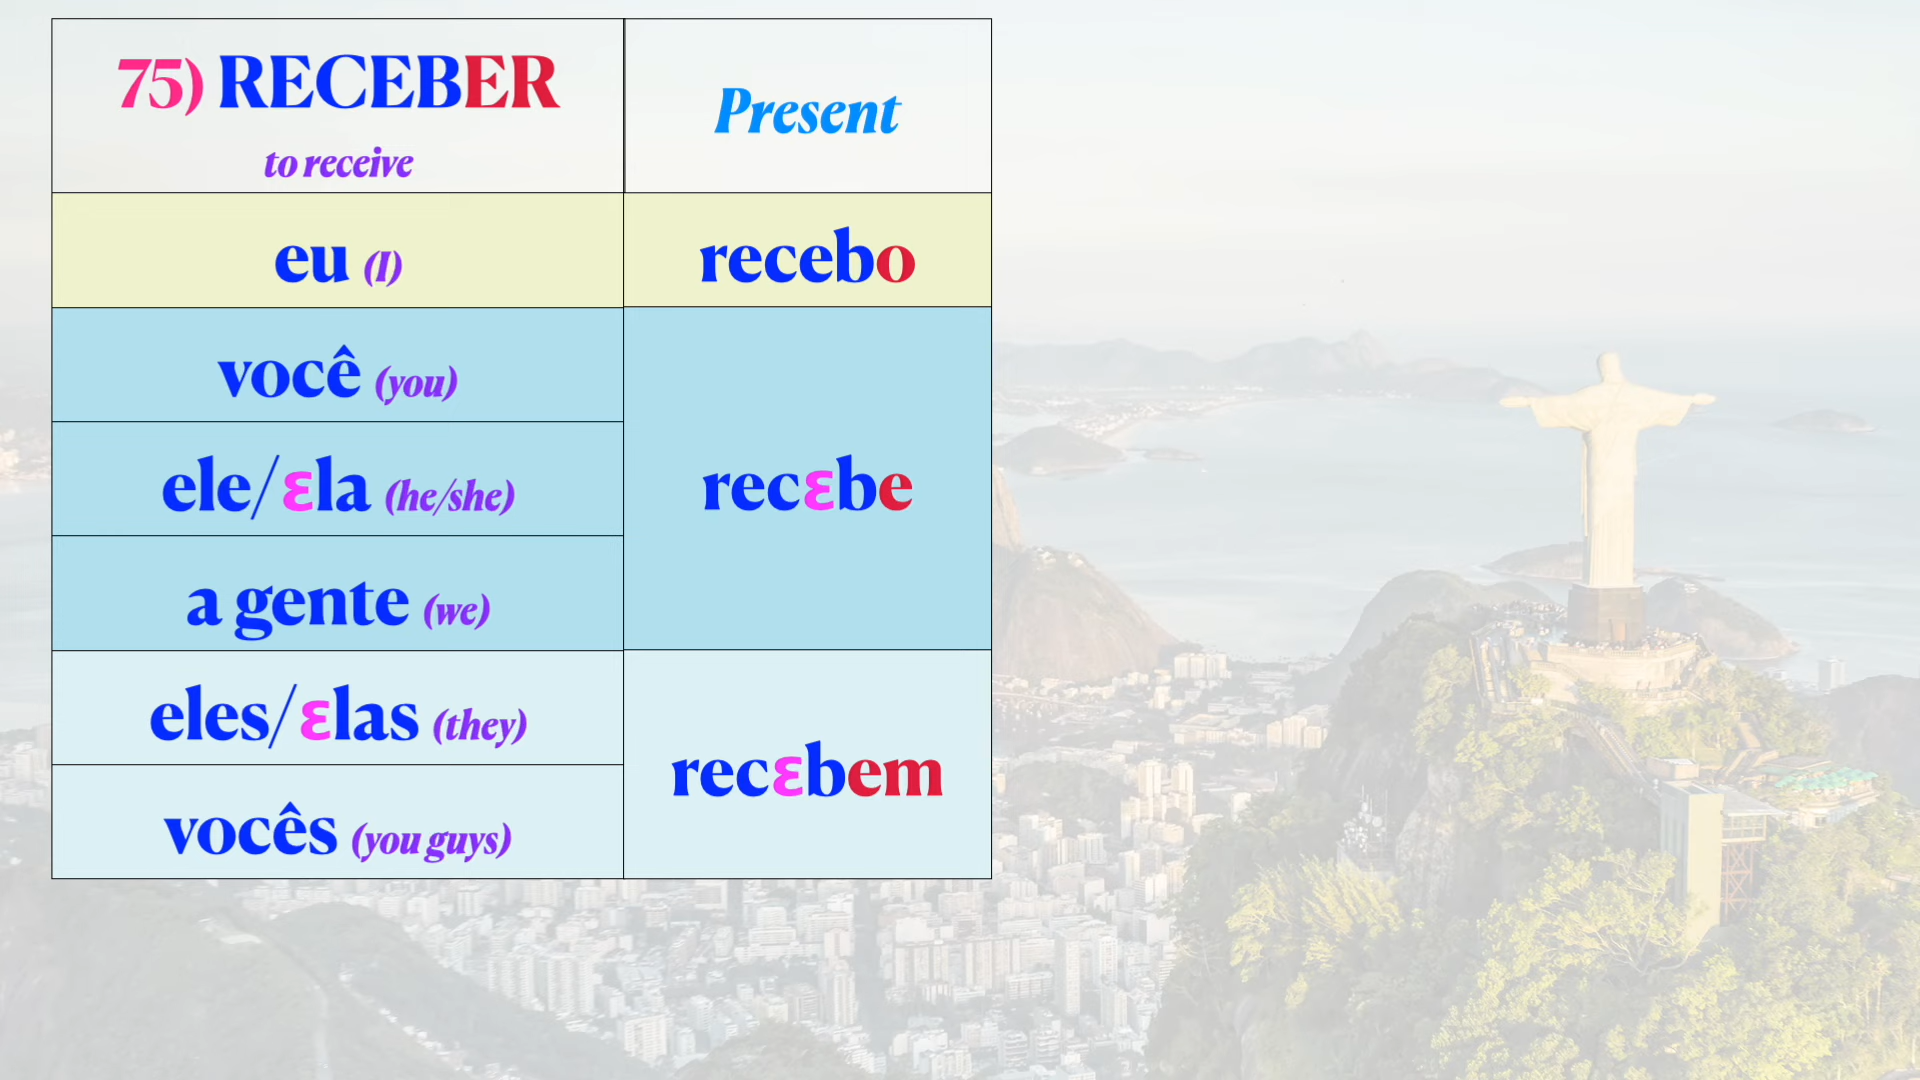 75) RECEBER
to receive
Present
eu (I)
recebo
você (you)
ele/ɛla (he/she)
recɛbe
a gente (we)
eles/ɛlas (they)
recɛbem
vocês (you guys)